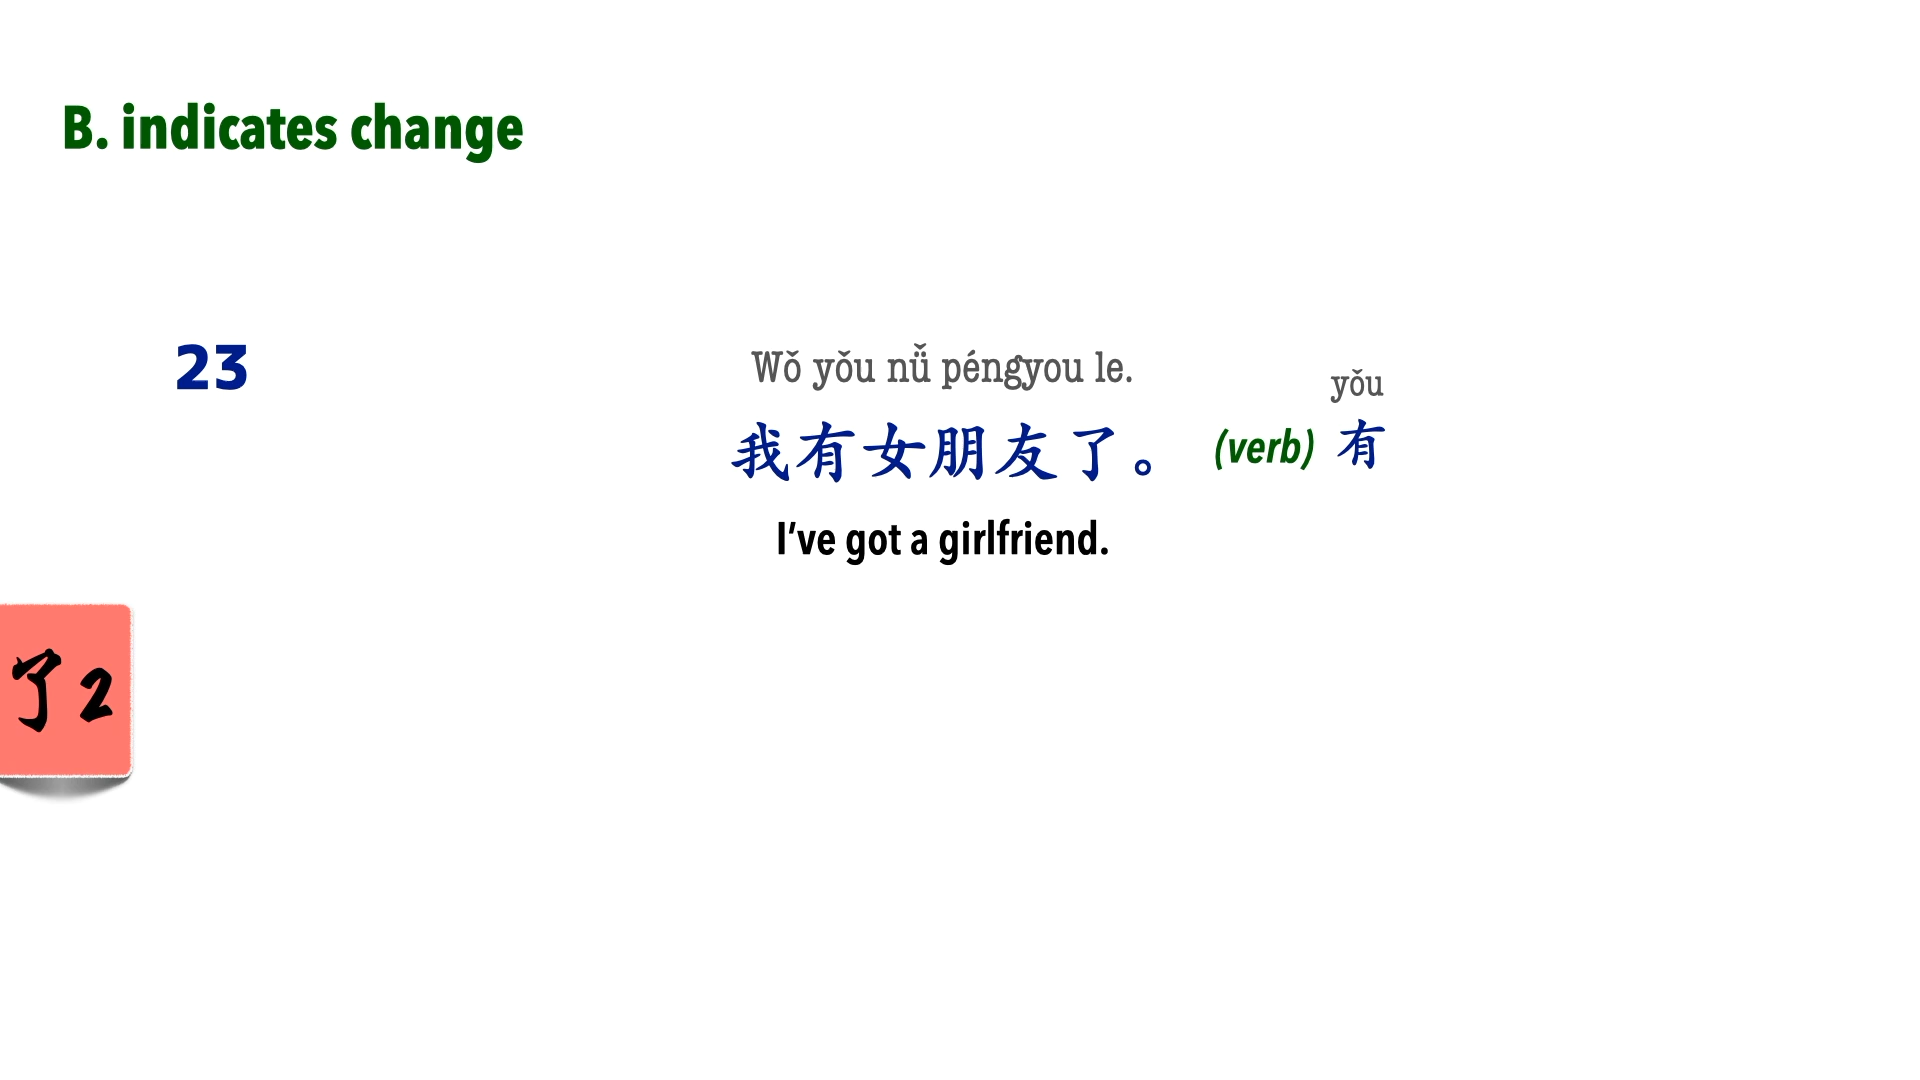 B. indicates change
23
Wǒ yǒu nǚ péngyou le.
yǒu
我有女朋友了。 (verb) 有
I’ve got a girlfriend.
了2